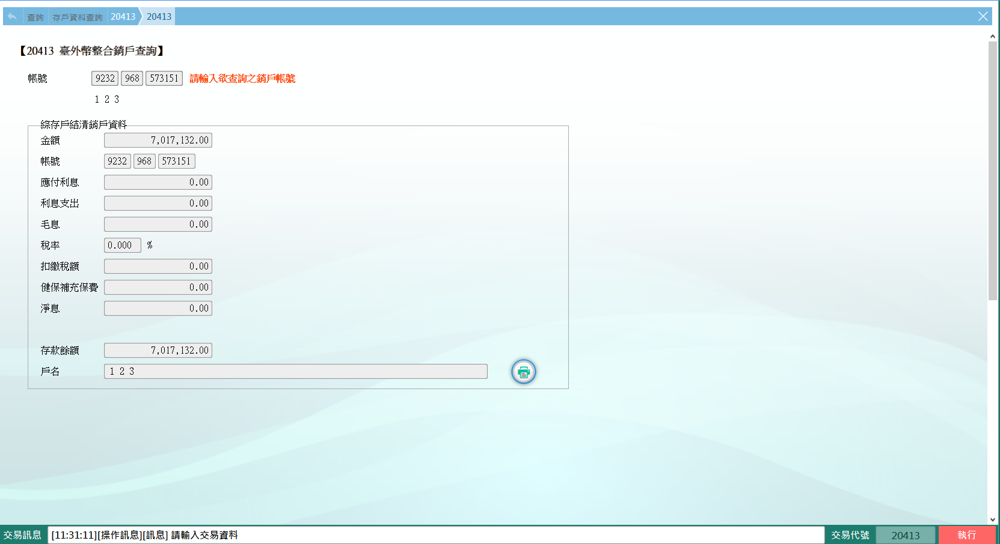 查詢 存戶資料查詢 20413 20413
【20413 臺外幣整合銷戶查詢】
帳號 9232 968 573151 請輸入欲查詢之銷戶帳號
1 2 3
綜存戶結清銷戶資料
金額 7,017,132.00
帳號 9232 968 573151
應付利息 0.00
利息支出 0.00
毛息 0.00
稅率 0.000 %
扣繳稅額 0.00
健保補充保費 0.00
淨息 0.00
存款餘額 7,017,132.00
戶名 1 2 3
交易訊息 [11:31:11][操作訊息][訊息] 請輸入交易資料 交易代號 20413 執行